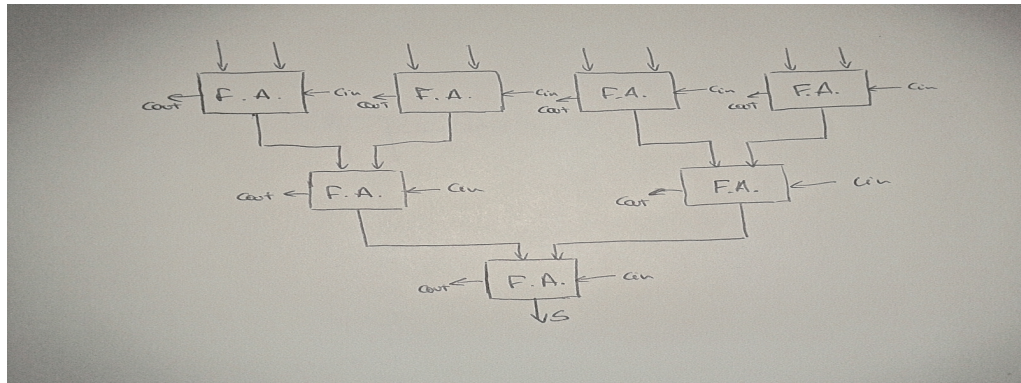 Cout F. A. Cin Cout F. A. Cin Cout F.A. Cin Cout F.A. Cin
Cout F. A. Cin Cout F.A. Cin
Cout F. A. Cin
S